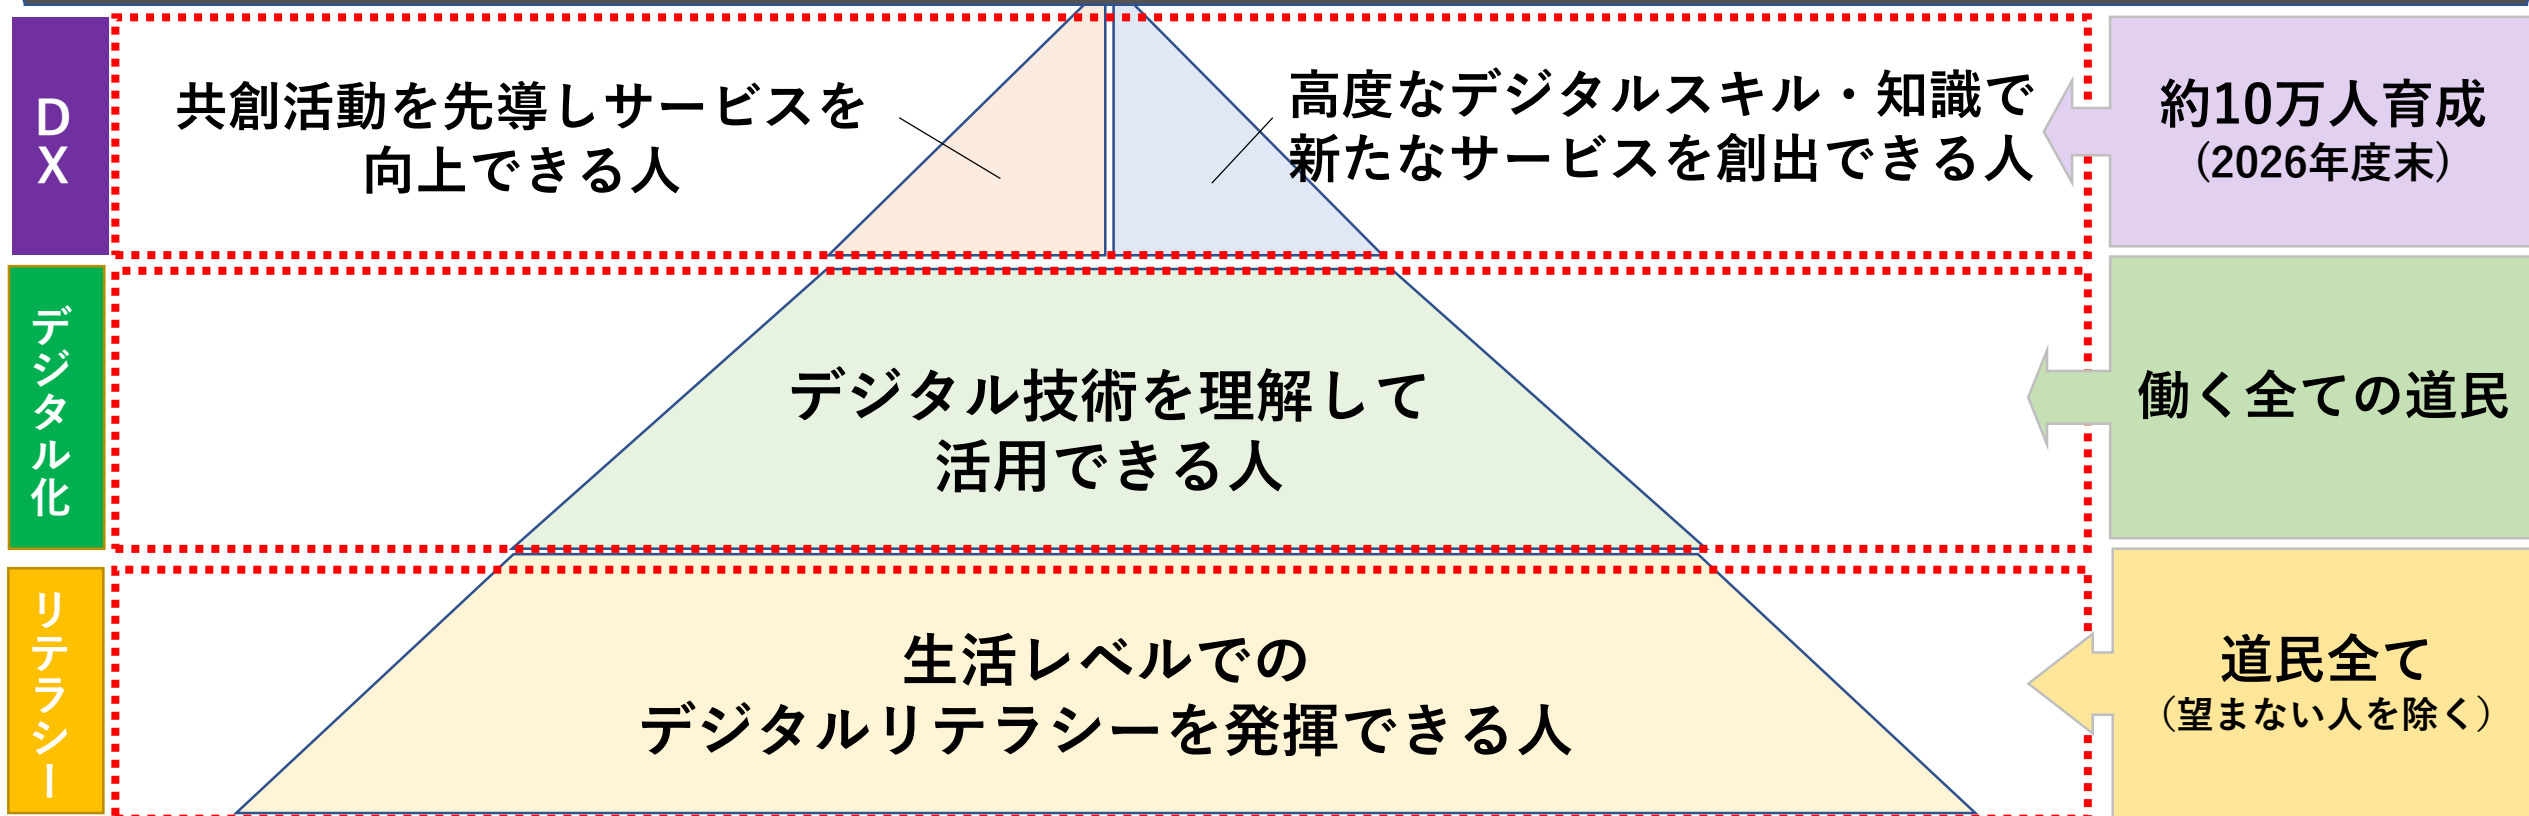 DX
共創活動を先導しサービスを
向上できる人
高度なデジタルスキル・知識で
新たなサービスを創出できる人
約10万人育成
（2026年度末）
デジタル化
デジタル技術を理解して
活用できる人
働く全ての道民
リテラシー
生活レベルでの
デジタルリテラシーを発揮できる人
道民全て
（望まない人を除く）